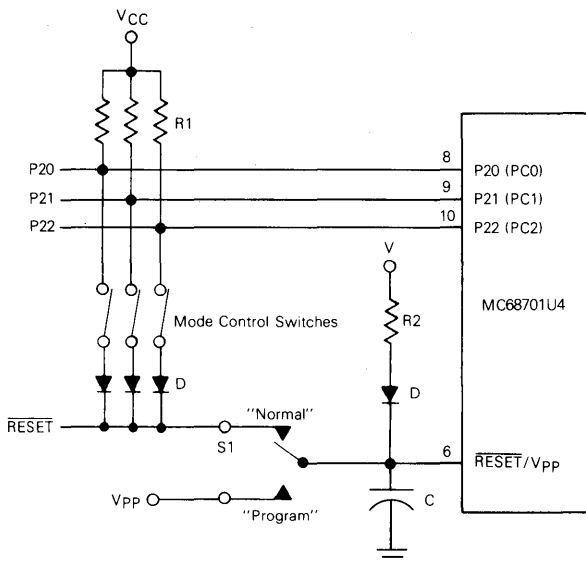 VCC
R1
P20
8
P20 (PC0)
P21
9
P21 (PC1)
P22
10
P22 (PC2)
V
MC68701U4
R2
Mode Control Switches
D
D
"Normal"
RESET
S1
6
RESET/VPP
VPP
"Program"
C